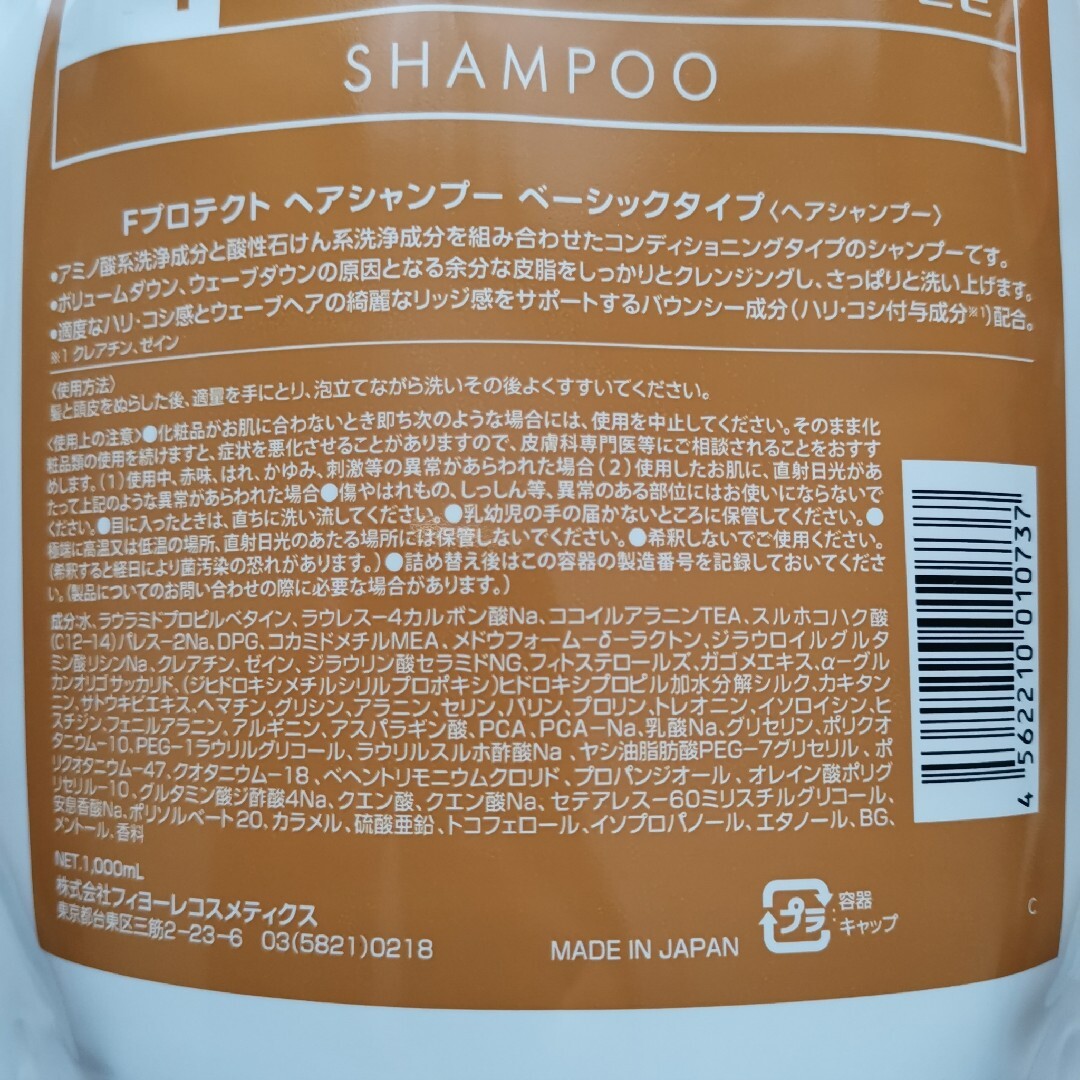 SHAMPOO
Fプロテクト ヘアシャンプー ベーシックタイプ〈ヘアシャンプー〉
•アミノ酸系洗浄成分と酸性石けん系洗浄成分を組み合わせたコンディショニングタイプのシャンプーです。
•ボリュームダウン、ウェーブダウンの原因となる余分な皮脂をしっかりとクレンジングし、さっぱりと洗い上げます。
•適度なハリ・コシ感とウェーブヘアの綺麗なリッジ感をサポートするバウンシー成分(ハリ・コシ付与成分※1)配合。
※1 クレアチン、ゼイン
〈使用方法〉
髪と頭皮をぬらした後、適量を手にとり、泡立てながら洗いその後よくすすいでください。
〈使用上の注意〉●化粧品がお肌に合わないとき即ち次のような場合には、使用を中止してください。そのまま化
粧品類の使用を続けますと、症状を悪化させることがありますので、皮膚科専門医等にご相談されることをおすす
めします。(1)使用中、赤味、はれ、かゆみ、刺激等の異常があらわれた場合(2)使用したお肌に、直射日光があ
たって上記のような異常があらわれた場合●傷やはれもの、しっしん等、異常のある部位にはお使いにならないで
ください。●目に入ったときは、直ちに洗い流してください。●乳幼児の手の届かないところに保管してください。●
極端に高温又は低温の場所、直射日光のあたる場所には保管しないでください。●希釈しないでご使用ください。
(希釈すると経日により菌汚染の恐れがあります。)●詰め替え後はこの容器の製造番号を記録しておいてくださ
い。(製品についてのお問い合わせの際に必要な場合があります。)
成分:水、ラウラミドプロピルベタイン、ラウレス-4カルボン酸Na、ココイルアラニンTEA、スルホコハク酸
(C12-14)パレス-2Na、DPG、コカミドメチルMEA、メドウフォーム-δ-ラクトン、ジラウロイルグルタ
ミン酸リシンNa、クレアチン、ゼイン、ジラウリン酸セラミドNG、フィトステロールズ、ガゴメエキス、α-グル
カンオリゴサッカリド、(ジヒドロキシメチルシリルプロポキシ)ヒドロキシプロピル加水分解シルク、カキタン
ニン、サトウキビエキス、ヘマチン、グリシン、アラニン、セリン、バリン、プロリン、トレオニン、イソロイシン、ヒ
スチジン、フェニルアラニン、アルギニン、アスパラギン酸、PCA、PCA-Na、乳酸Na、グリセリン、ポリクオ
タニウム-10、PEG-1ラウリルグリコール、ラウリルスルホ酢酸Na、ヤシ油脂肪酸PEG-7グリセリル、ポ
リクオタニウム-47、クオタニウム-18、ベヘントリモニウムクロリド、プロパンジオール、オレイン酸ポリグ
リセリル-10、グルタミン酸ジ酢酸4Na、クエン酸、クエン酸Na、セテアレス-60ミリスチルグリコール、
安息香酸Na、ポリソルベート20、カラメル、硫酸亜鉛、トコフェロール、イソプロパノール、エタノール、BG、
メントール、香料
NET.1,000mL
株式会社フィヨーレコスメティクス
東京都台東区三筋2-23-6 03(5821)0218
MADE IN JAPAN
プラ
容器
キャップ
C
4562210010737